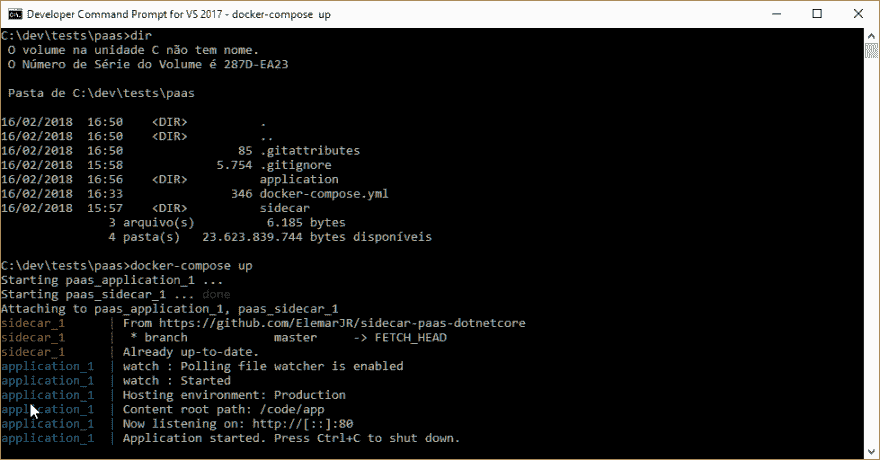 Developer Command Prompt for VS 2017 - docker-compose up
C:\dev\tests\paas>dir
O volume na unidade C não tem nome.
O Número de Série do Volume é 287D-EA23
Pasta de C:\dev\tests\paas
16/02/2018  16:50    <DIR>          .
16/02/2018  16:50    <DIR>          ..
16/02/2018  16:50                85 .gitattributes
16/02/2018  15:58             5.754 .gitignore
16/02/2018  16:56    <DIR>          application
16/02/2018  16:33               346 docker-compose.yml
16/02/2018  15:57    <DIR>          sidecar
3 arquivo(s)          6.185 bytes
4 pasta(s)   23.623.839.744 bytes disponíveis
C:\dev\tests\paas>docker-compose up
Starting paas_application_1 ...
Starting paas_sidecar_1 ... done
Attaching to paas_application_1, paas_sidecar_1
sidecar_1      | From https://github.com/ElemarJR/sidecar-paas-dotnetcore
sidecar_1      |  * branch            master     -> FETCH_HEAD
sidecar_1      | Already up-to-date.
application_1  | watch : Polling file watcher is enabled
application_1  | watch : Started
application_1  | Hosting environment: Production
application_1  | Content root path: /code/app
application_1  | Now listening on: http://[::]:80
application_1  | Application started. Press Ctrl+C to shut down.